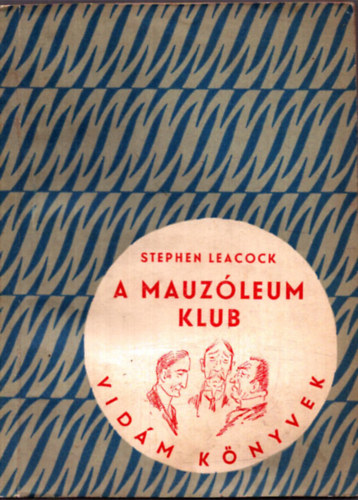 STEPHEN LEACOCK
A MAUZÓLEUM
KLUB
VIDÁM KÖNYVEK